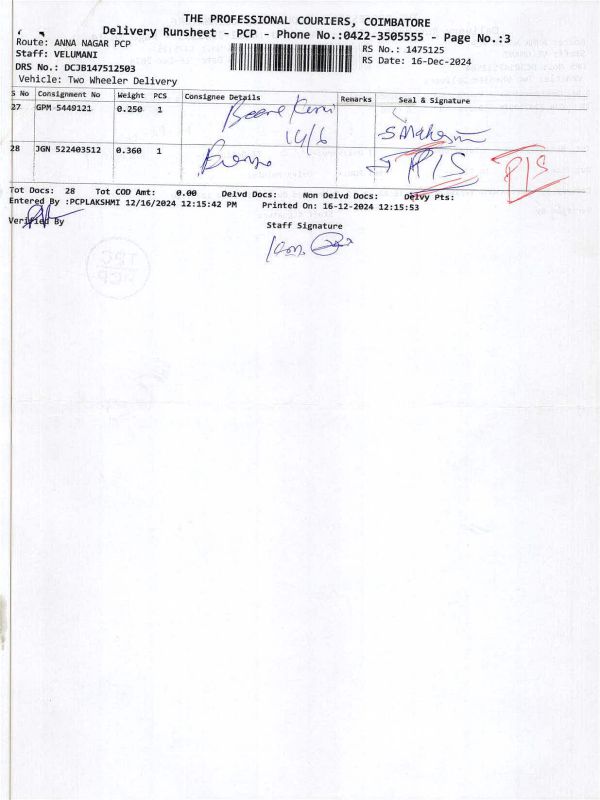 THE PROFESSIONAL COURIERS, COIMBATORE
Delivery Runsheet - PCP - Phone No.:0422-3505555 - Page No.:3
Route: ANNA NAGAR PCP RS No.: 1475125
Staff: VELUMANI RS Date: 16-Dec-2024
DRS No.: DCJB147512503
Vehicle: Two Wheeler Delivery
S No Consignment No Weight PCS Consignee Details Remarks Seal & Signature
27 GPM 5449121 0.250 1
14/6
28 JGN 522403512 0.360 1 P/S P/S
Tot Docs: 28 Tot COD Amt: 0.00 Delvd Docs: Non Delvd Docs: Delvy Pts:
Entered By :PCPLAKSHMI 12/16/2024 12:15:42 PM Printed On: 16-12-2024 12:15:53
Verified By
Staff Signature